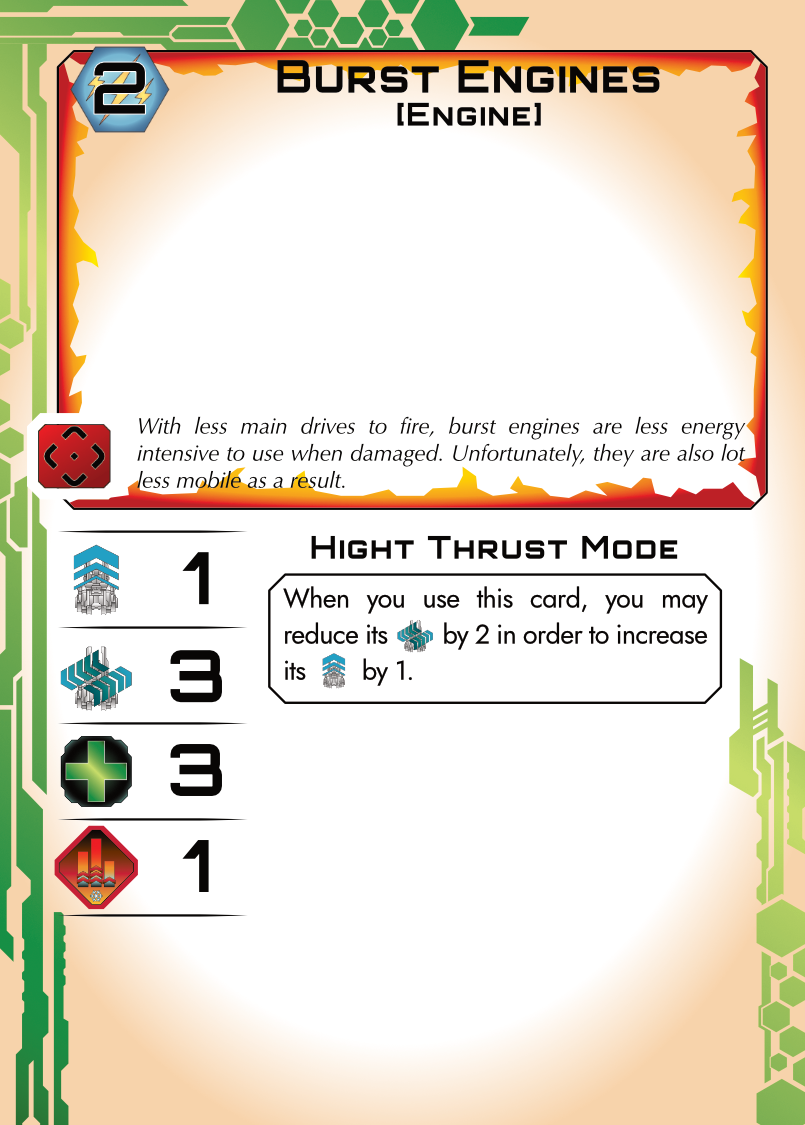 2
Burst Engines
[Engine]
With less main drives to fire, burst engines are less energy
intensive to use when damaged. Unfortunately, they are also lot
less mobile as a result.
1
Hight Thrust Mode
When you use this card, you may
reduce its by 2 in order to increase
its by 1.
3
3
1